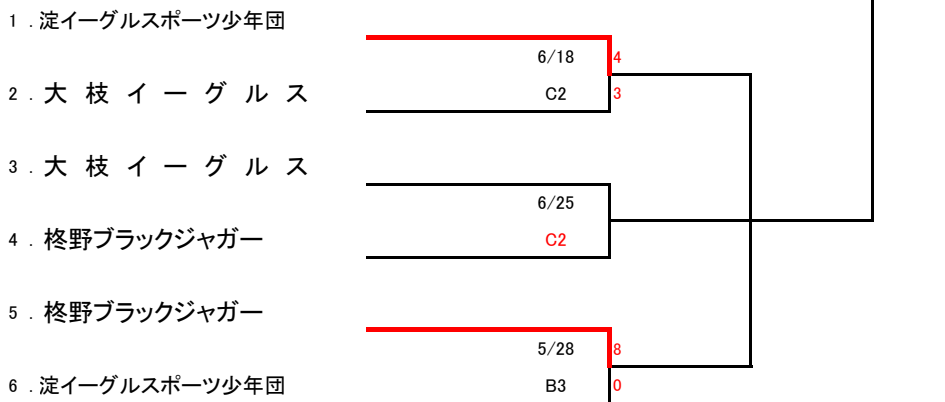 1 . 淀イーグルスポーツ少年団
6/18 4
2 . 大 枝 イ ー グ ル ス C2 3
3 . 大 枝 イ ー グ ル ス
6/25
4 . 柊野ブラックジャガー C2
5 . 柊野ブラックジャガー
5/28 8
6 . 淀イーグルスポーツ少年団 B3 0